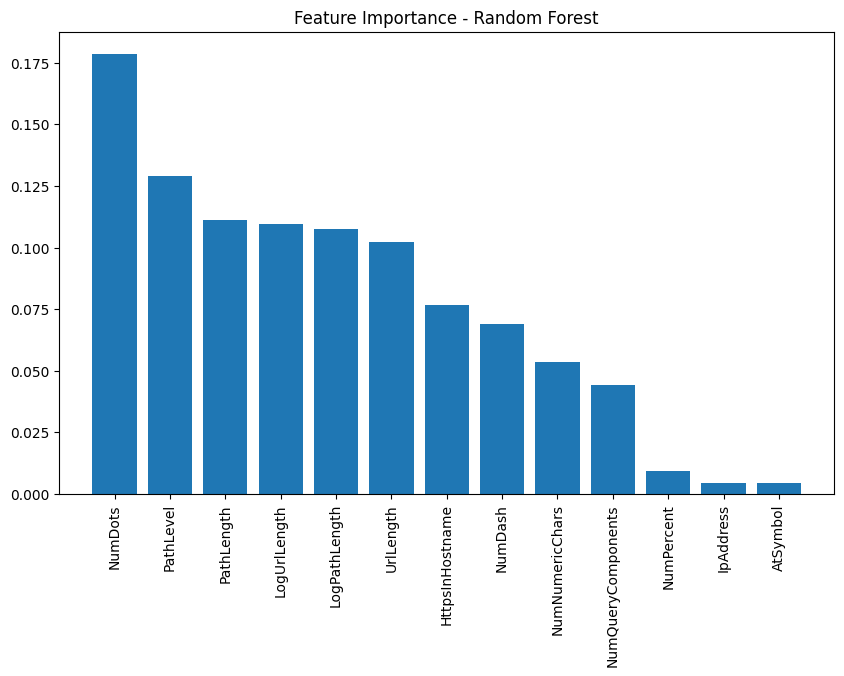 Feature Importance - Random Forest
0.175
0.150
0.125
0.100
0.075
0.050
0.025
0.000
NumDots
PathLevel
PathLength
LogUrlLength
LogPathLength
UrlLength
HttpsInHostname
NumDash
NumNumericChars
NumQueryComponents
NumPercent
IpAddress
AtSymbol